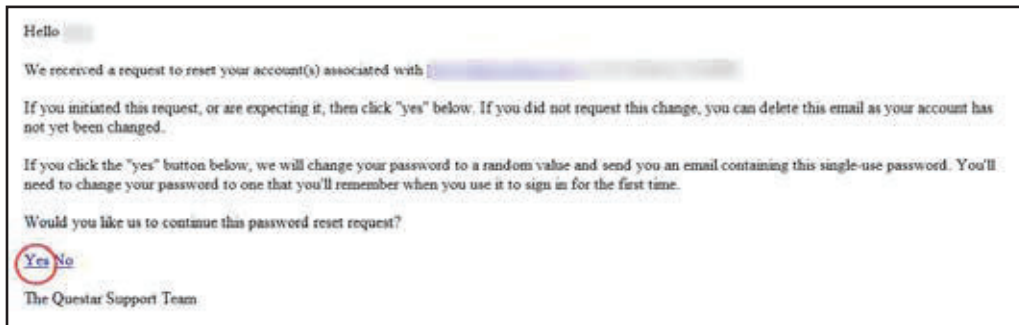 Hello
We received a request to reset your account(s) associated with
If you initiated this request, or are expecting it, then click "yes" below. If you did not request this change, you can delete this email as your account has
not yet been changed.
If you click the "yes" button below, we will change your password to a random value and send you an email containing this single-use password. You'll
need to change your password to one that you'll remember when you use it to sign in for the first time.
Would you like us to continue this password reset request?
Yes No
The Questar Support Team